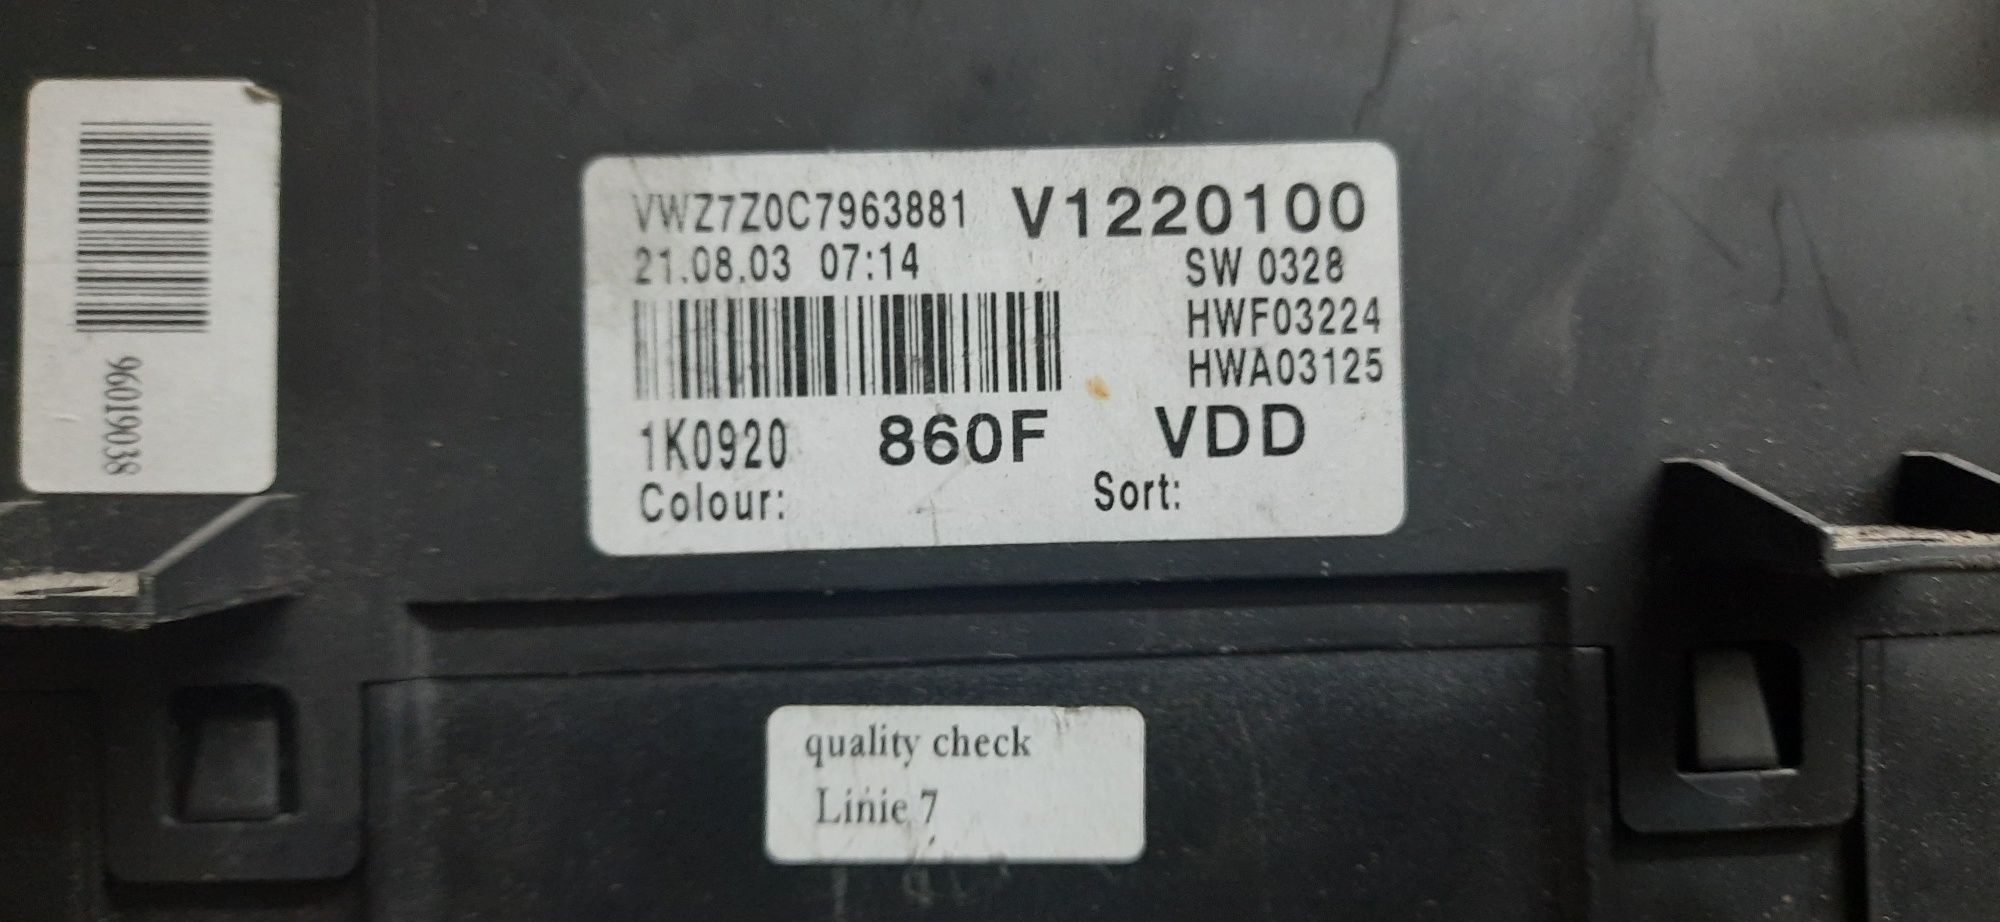 96019038
VWZ7Z0C7963881 V1220100
21.08.03 07:14 SW 0328
HWF03224
HWA03125
1K0920 860F VDD
Colour: Sort:
quality check
Linie 7